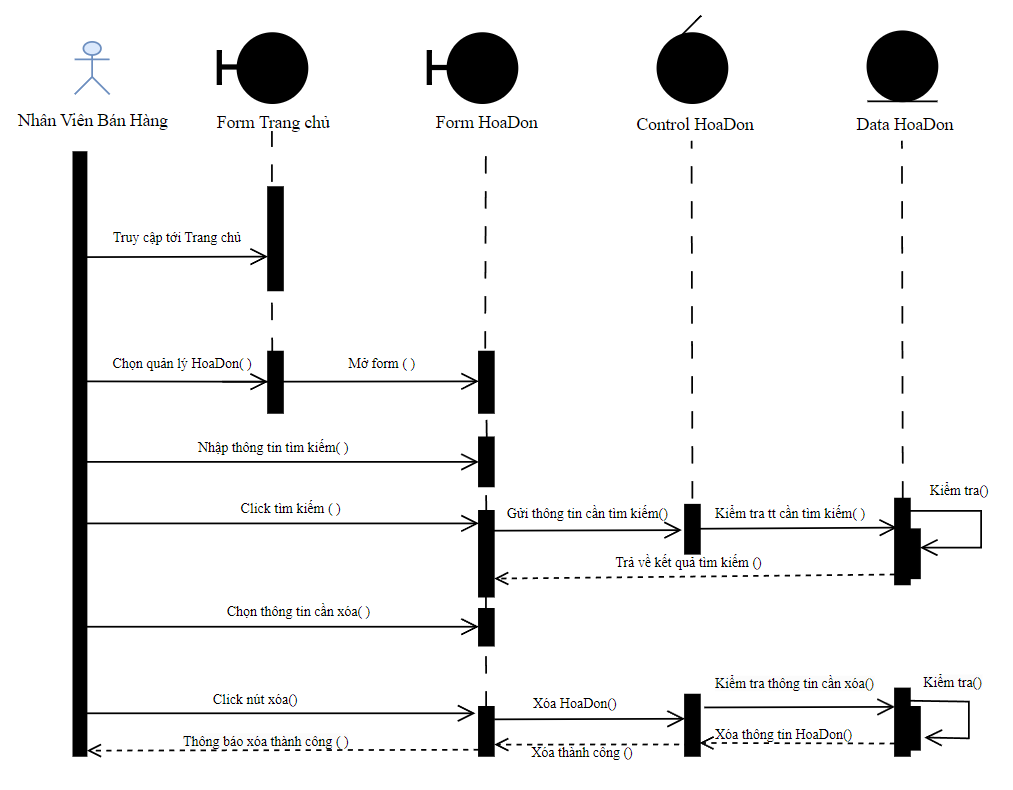 Nhân Viên Bán Hàng
Form Trang chủ
Form HoaDon
Control HoaDon
Data HoaDon
Truy cập tới Trang chủ
Chọn quản lý HoaDon( )
Mở form ( )
Nhập thông tin tìm kiếm( )
Kiểm tra()
Click tìm kiếm ( )
Gửi thông tin cần tìm kiếm()
Kiểm tra tt cần tìm kiếm( )
Trả về kết quả tìm kiếm ()
Chọn thông tin cần xóa( )
Kiểm tra thông tin cần xóa()
Kiểm tra()
Click nút xóa()
Xóa HoaDon()
Xóa thông tin HoaDon()
Thông báo xóa thành công ( )
Xóa thành công ()